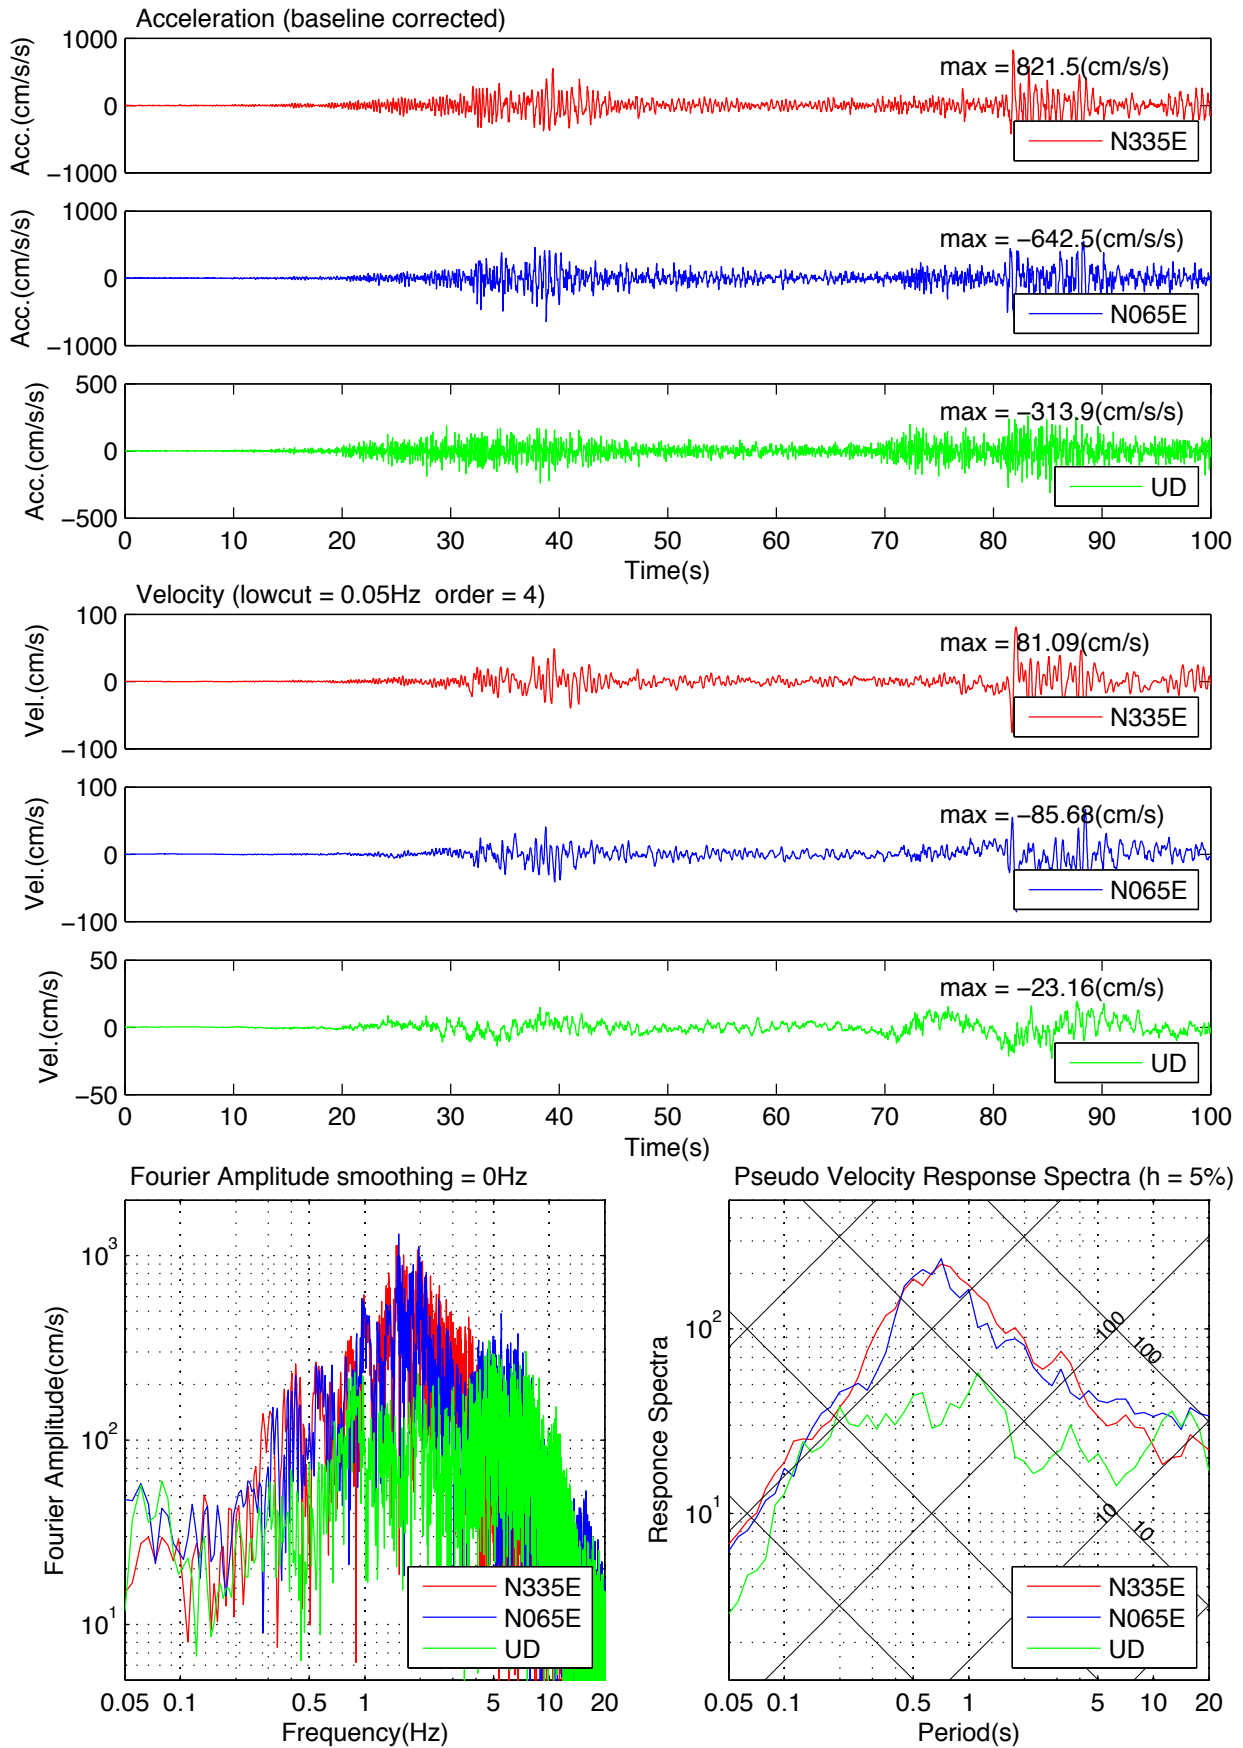 Acceleration (baseline corrected)
Acc.(cm/s/s)
1000
0
−1000
max = 821.5(cm/s/s)
N335E
Acc.(cm/s/s)
1000
0
−1000
max = −642.5(cm/s/s)
N065E
Acc.(cm/s/s)
500
0
−500
max = −313.9(cm/s/s)
UD
0 10 20 30 40 50 60 70 80 90 100
Time(s)
Velocity (lowcut = 0.05Hz order = 4)
Vel.(cm/s)
100
0
−100
max = 81.09(cm/s)
N335E
Vel.(cm/s)
100
0
−100
max = −85.68(cm/s)
N065E
Vel.(cm/s)
50
0
−50
max = −23.16(cm/s)
UD
0 10 20 30 40 50 60 70 80 90 100
Time(s)
Fourier Amplitude smoothing = 0Hz
Fourier Amplitude(cm/s)
10³
10²
10¹
N335E
N065E
UD
0.05 0.1 0.5 1 5 10 20
Frequency(Hz)
Pseudo Velocity Response Spectra (h = 5%)
Responce Spectra
10²
10¹
100
100
10
10
N335E
N065E
UD
0.05 0.1 0.5 1 5 10 20
Period(s)